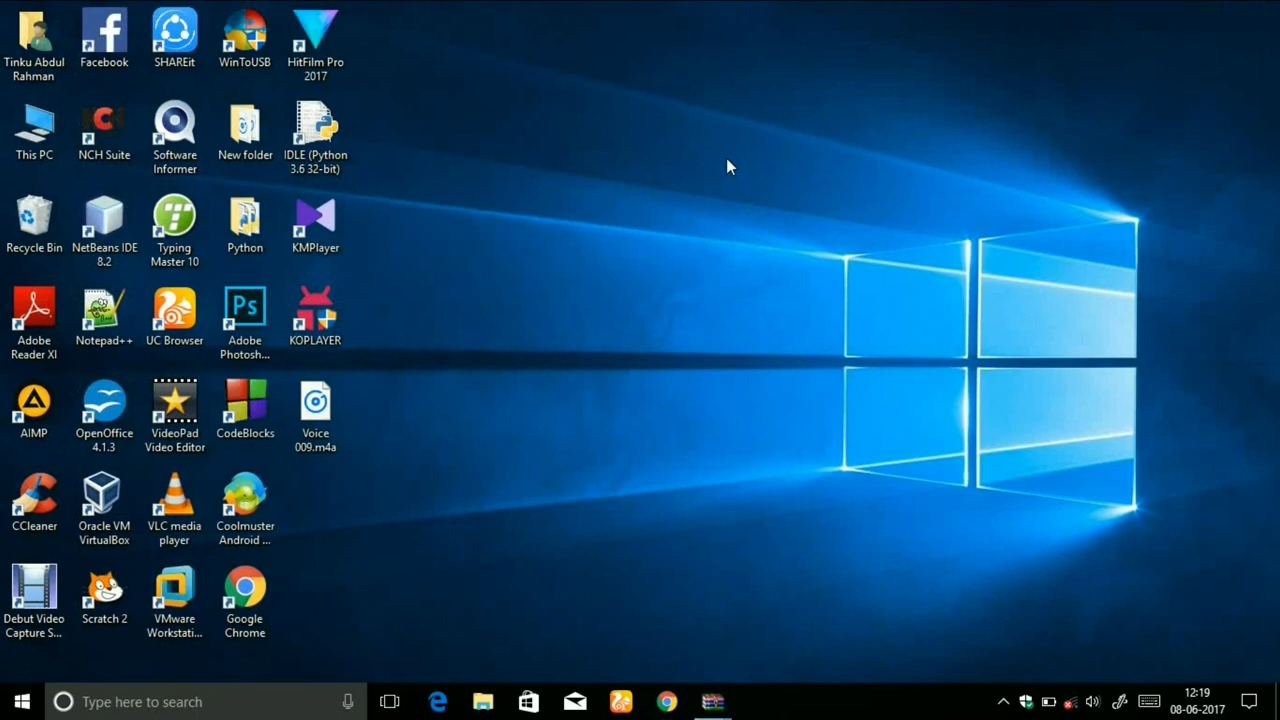 Tinku Abdul
Rahman
Facebook
SHAREit
WinToUSB
HitFilm Pro
2017
This PC
NCH Suite
Software
Informer
New folder
IDLE (Python
3.6 32-bit)
Recycle Bin
NetBeans IDE
8.2
Typing
Master 10
Python
KMPlayer
Adobe
Reader XI
Notepad++
UC Browser
Ps
Adobe
Photosh...
KOPLAYER
AIMP
OpenOffice
4.1.3
VideoPad
Video Editor
CodeBlocks
Voice
009.m4a
CCleaner
Oracle VM
VirtualBox
VLC media
player
Coolmuster
Android ...
Debut Video
Capture S...
Scratch 2
VMware
Workstati...
Google
Chrome
Type here to search
12:19
08-06-2017